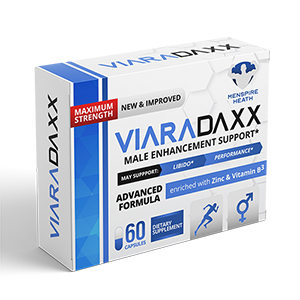 VIARADAXX
MAXIMUM
STRENGTH
NEW & IMPROVED
MENSPIRE
HEATH
VIARADAXX
MALE ENHANCEMENT SUPPORT*
MAY SUPPPORT:
LIBIDO*
PERFORMANCE*
ADVANCED
FORMULA
enriched with Zinc & Vitamin B3
60
CAPSULES
DIETARY
SUPPLEMENT